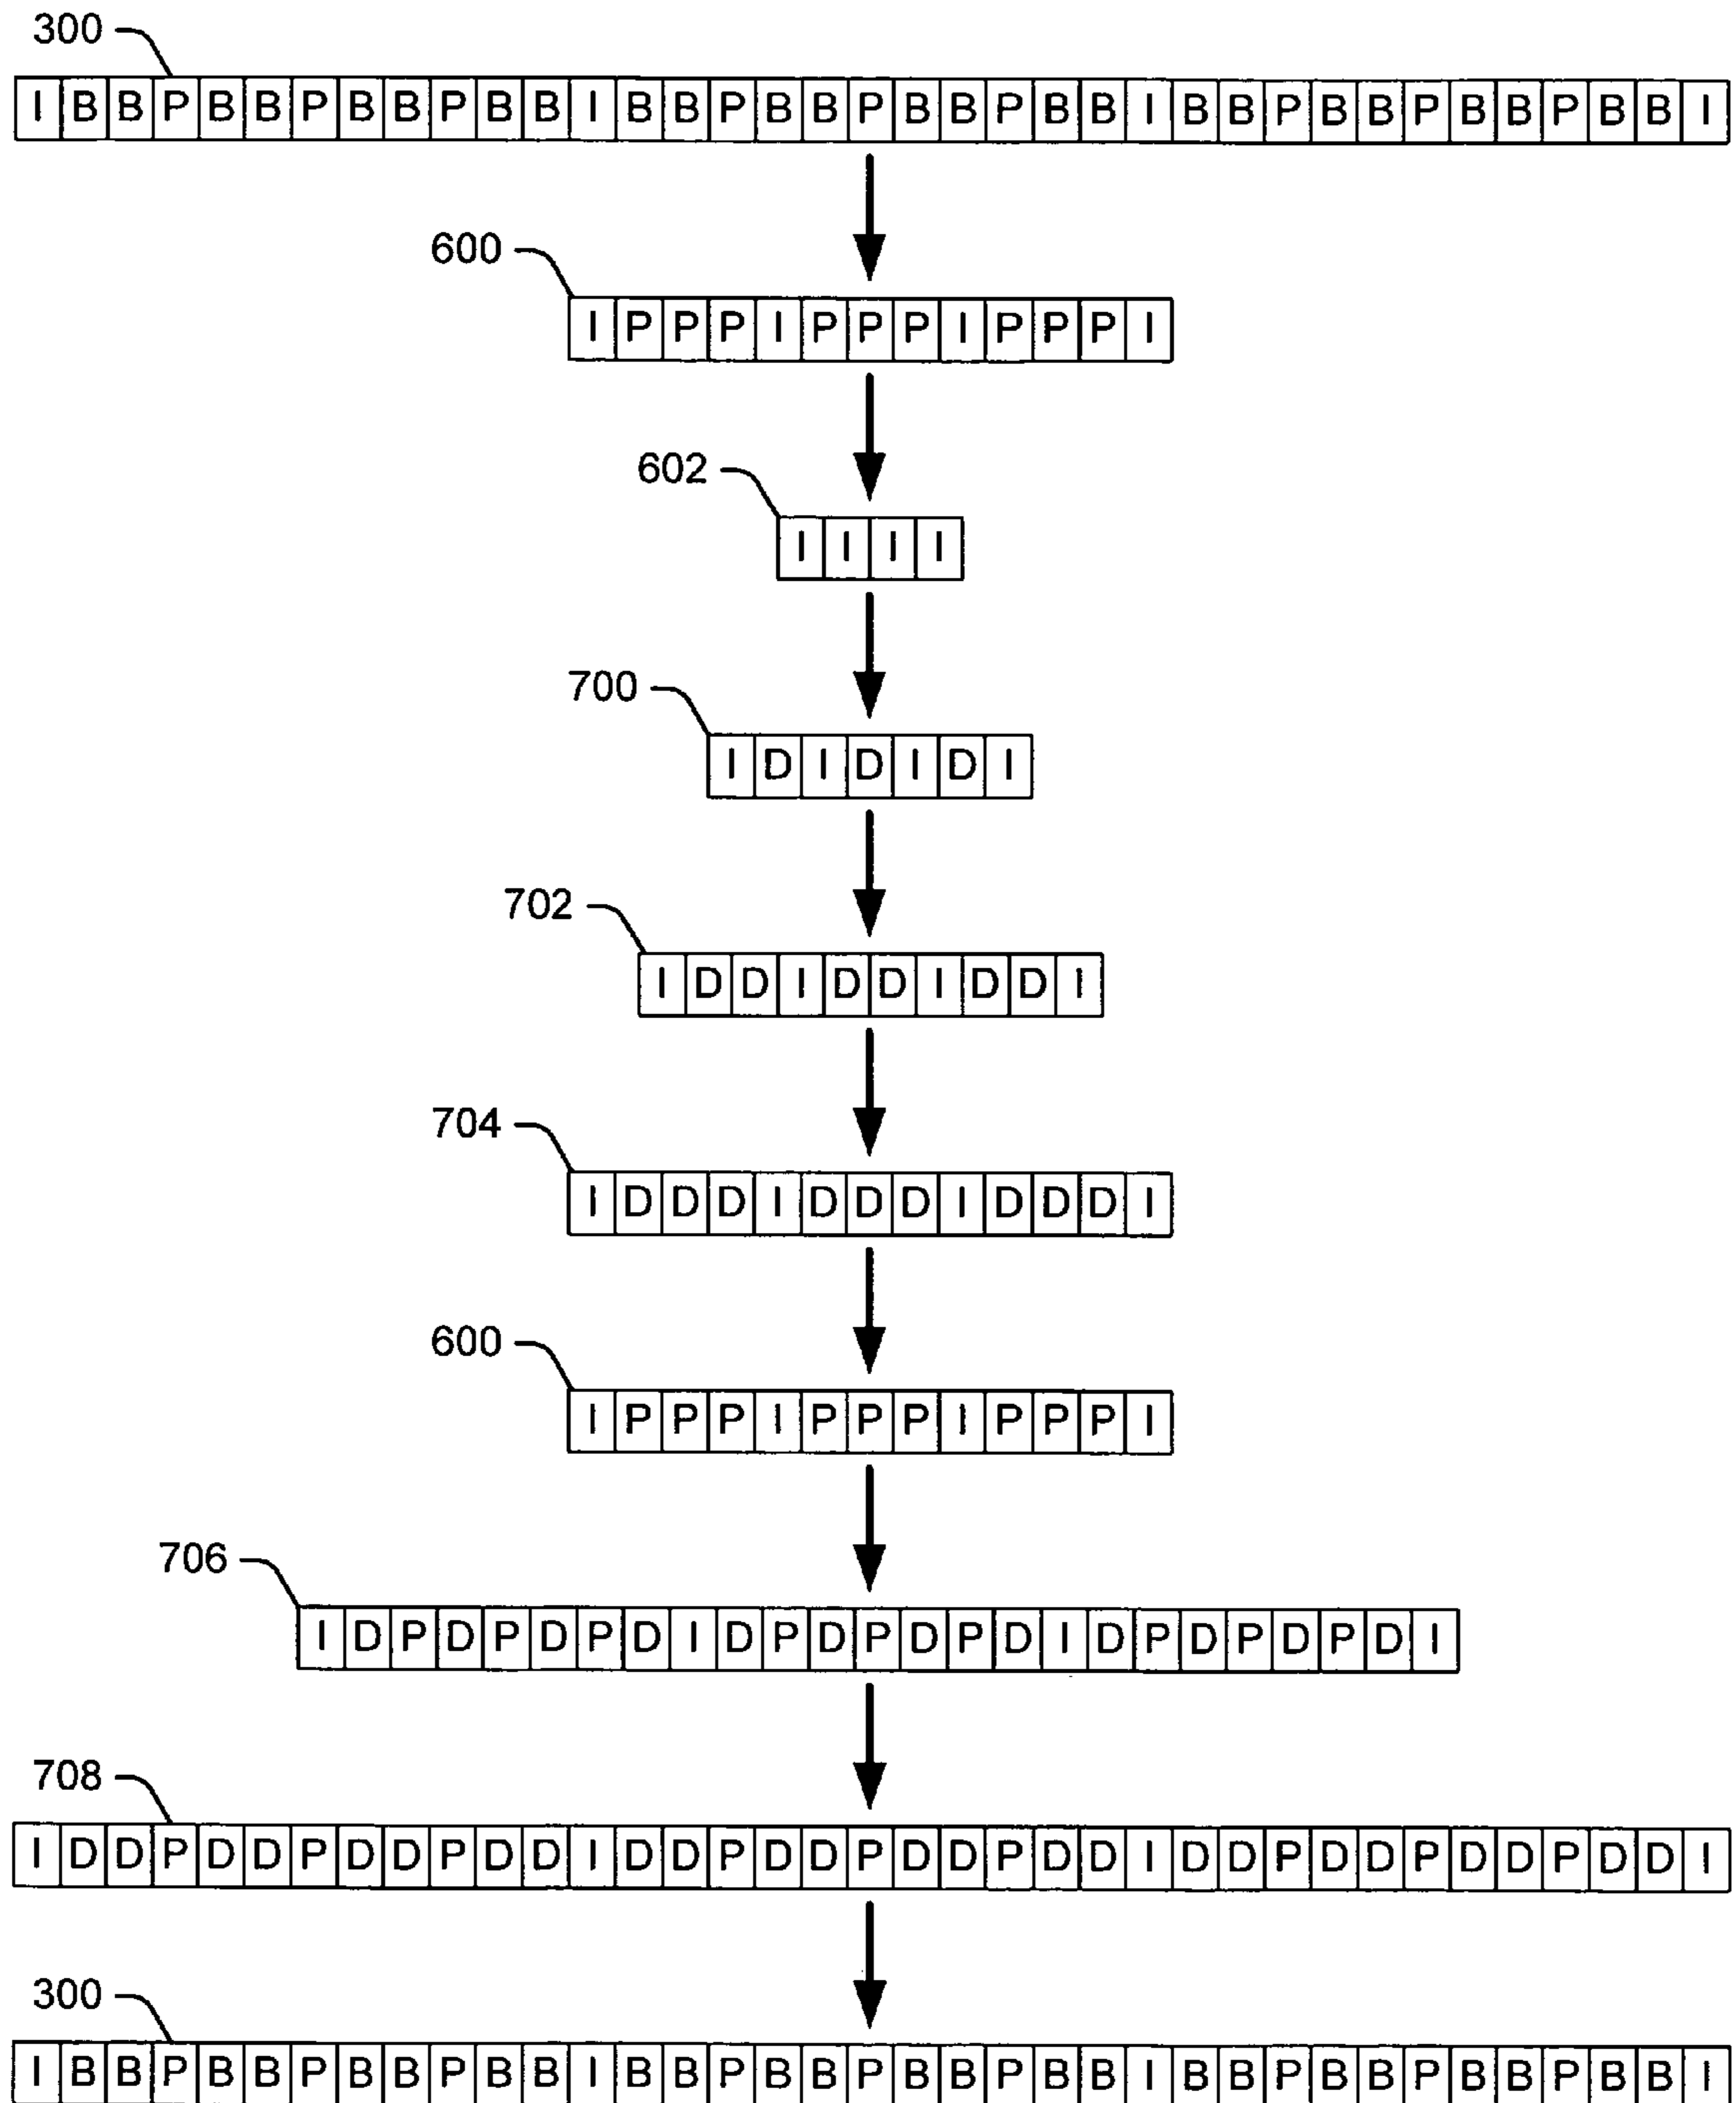 300
I B B P B B P B B P B B I B B P B B P B B P B B I B B P B B P B B P B B I
600
I P P P I P P P I P P P I
602
I I I I
700
I D I D I D I
702
I D D I D D I D D I
704
I D D D I D D D I D D D I
600
I P P P I P P P I P P P I
706
I D P D P D P D I D P D P D P D I D P D P D P D I
708
I D D P D D P D D P D D I D D P D D P D D P D D I D D P D D P D D P D D I
300
I B B P B B P B B P B B I B B P B B P B B P B B I B B P B B P B B P B B I